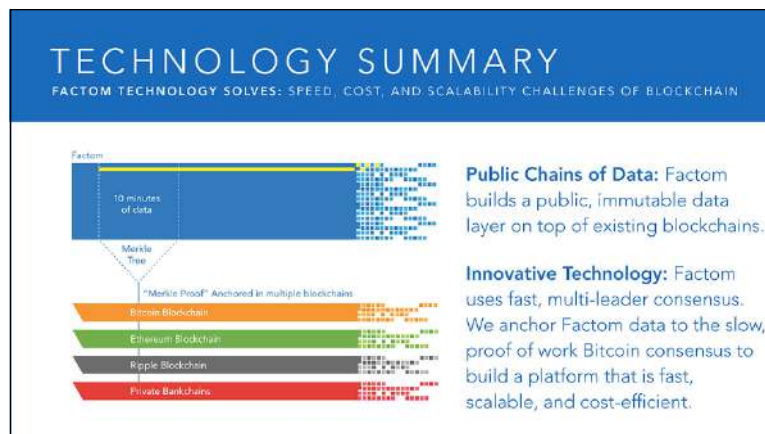 TECHNOLOGY SUMMARY
FACTOM TECHNOLOGY SOLVES: SPEED, COST, AND SCALABILITY CHALLENGES OF BLOCKCHAIN
Factom
10 minutes
of data
Merkle
Tree
"Merkle Proof" Anchored in multiple blockchains
Bitcoin Blockchain
Ethereum Blockchain
Ripple Blockchain
Private Bankchains
Public Chains of Data: Factom
builds a public, immutable data
layer on top of existing blockchains.
Innovative Technology: Factom
uses fast, multi-leader consensus.
We anchor Factom data to the slow,
proof of work Bitcoin consensus to
build a platform that is fast,
scalable, and cost-efficient.